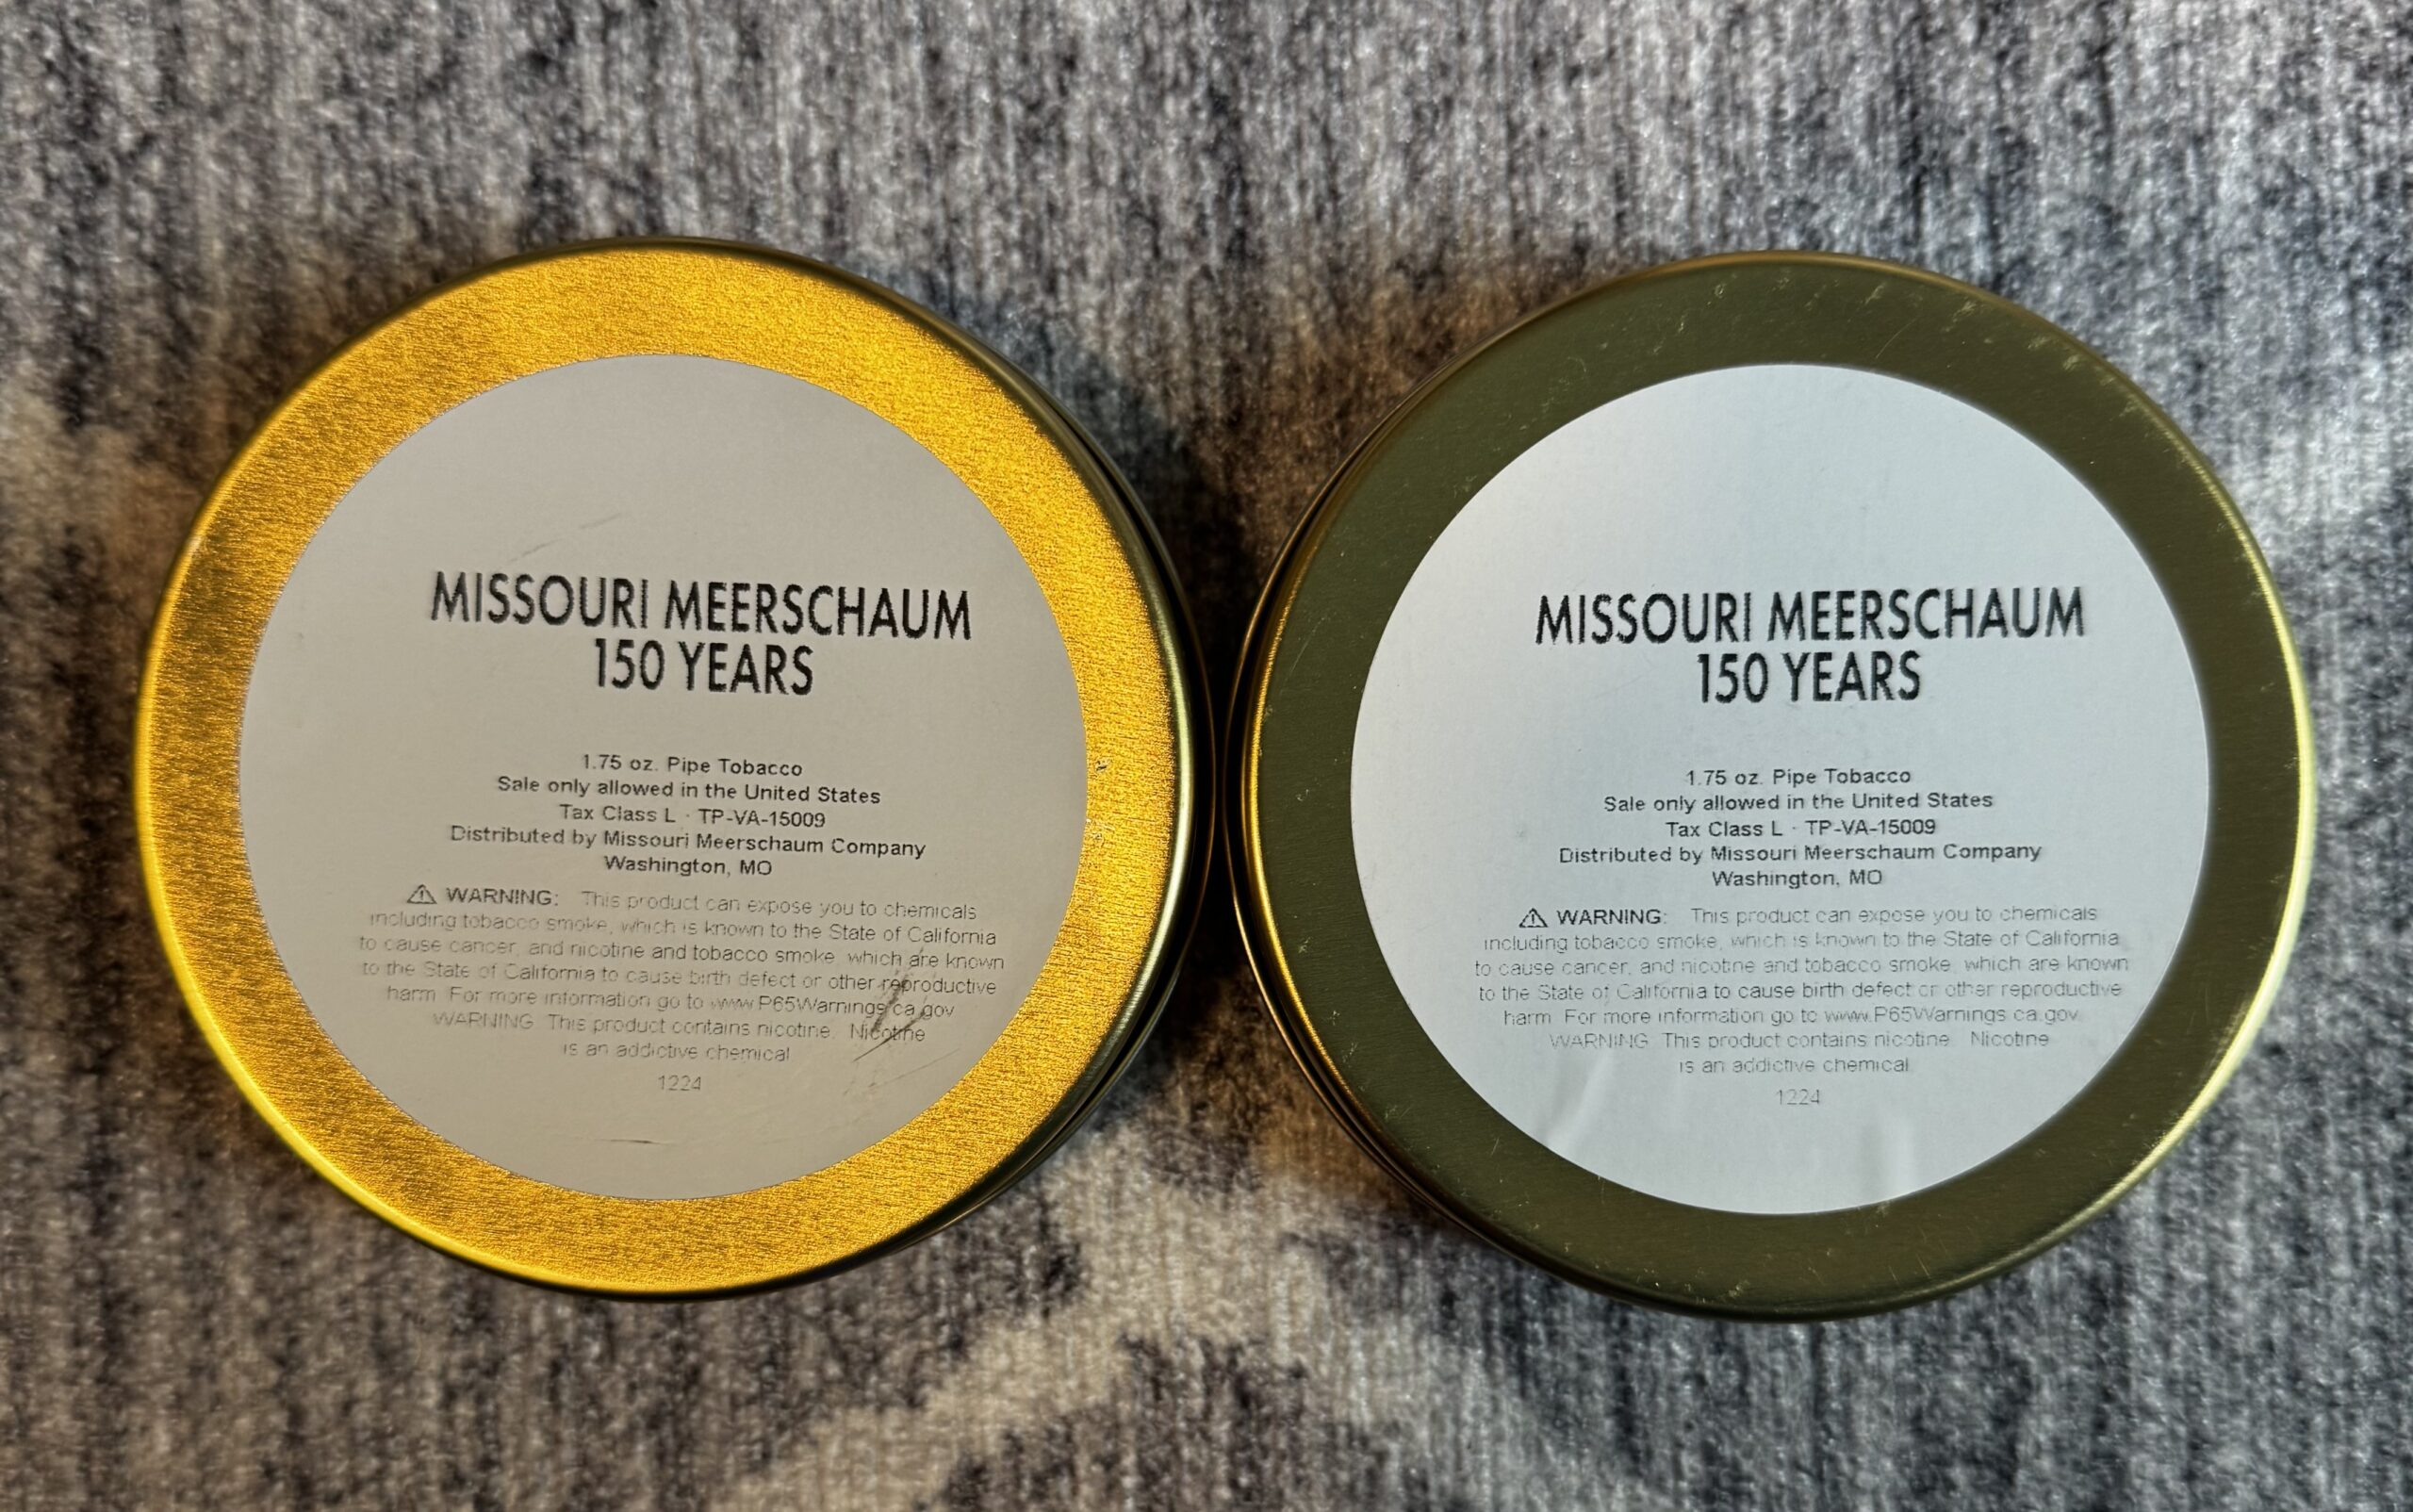 MISSOURI MEERSCHAUM
150 YEARS
1.75 oz. Pipe Tobacco
Sale only allowed in the United States
Tax Class L · TP-VA-15009
Distributed by Missouri Meerschaum Company
Washington, MO
⚠ WARNING: This product can expose you to chemicals
including tobacco smoke, which is known to the State of California
to cause cancer, and nicotine and tobacco smoke, which are known
to the State of California to cause birth defect or other reproductive
harm. For more information go to www.P65Warnings.ca.gov
WARNING: This product contains nicotine. Nicotine
is an addictive chemical.
1224
MISSOURI MEERSCHAUM
150 YEARS
1.75 oz. Pipe Tobacco
Sale only allowed in the United States
Tax Class L · TP-VA-15009
Distributed by Missouri Meerschaum Company
Washington, MO
⚠ WARNING: This product can expose you to chemicals
including tobacco smoke, which is known to the State of California
to cause cancer, and nicotine and tobacco smoke, which are known
to the State of California to cause birth defect or other reproductive
harm. For more information go to www.P65Warnings.ca.gov.
WARNING: This product contains nicotine. Nicotine
is an addictive chemical.
1224